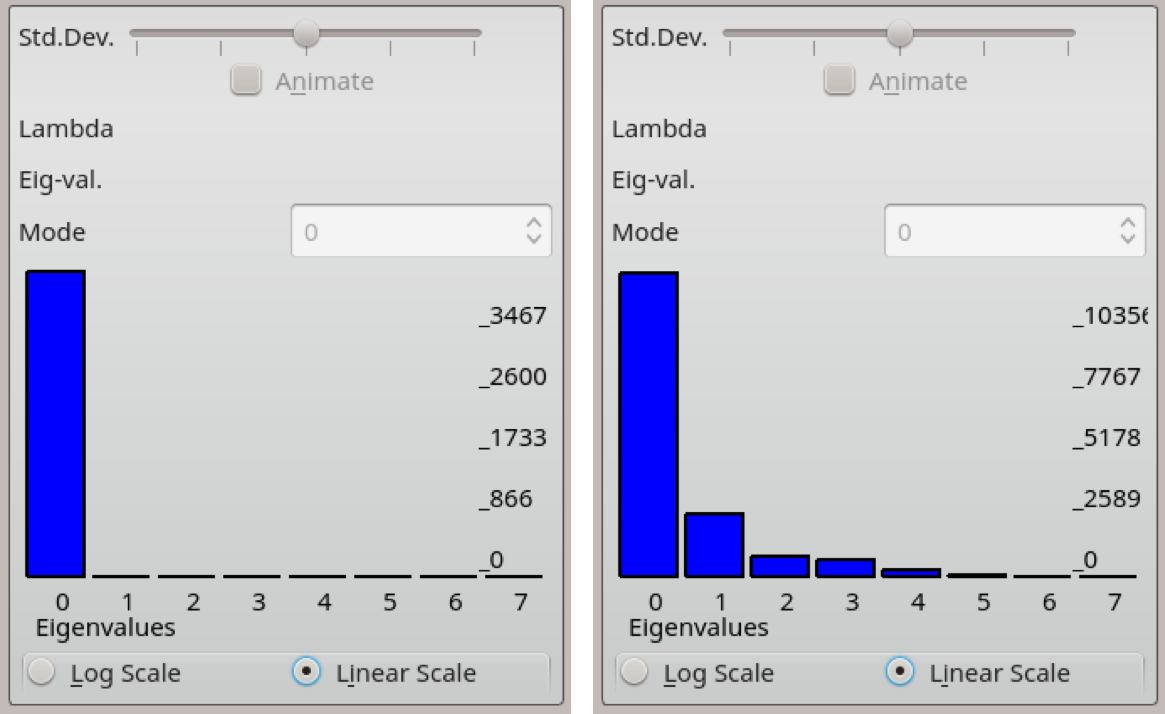 Std.Dev.
Animate
Lambda
Eig-val.
Mode 0
_3467
_2600
_1733
_866
_0
0 1 2 3 4 5 6 7
Eigenvalues
Log Scale Linear Scale
Std.Dev.
Animate
Lambda
Eig-val.
Mode 0
_10356
_7767
_5178
_2589
_0
0 1 2 3 4 5 6 7
Eigenvalues
Log Scale Linear Scale